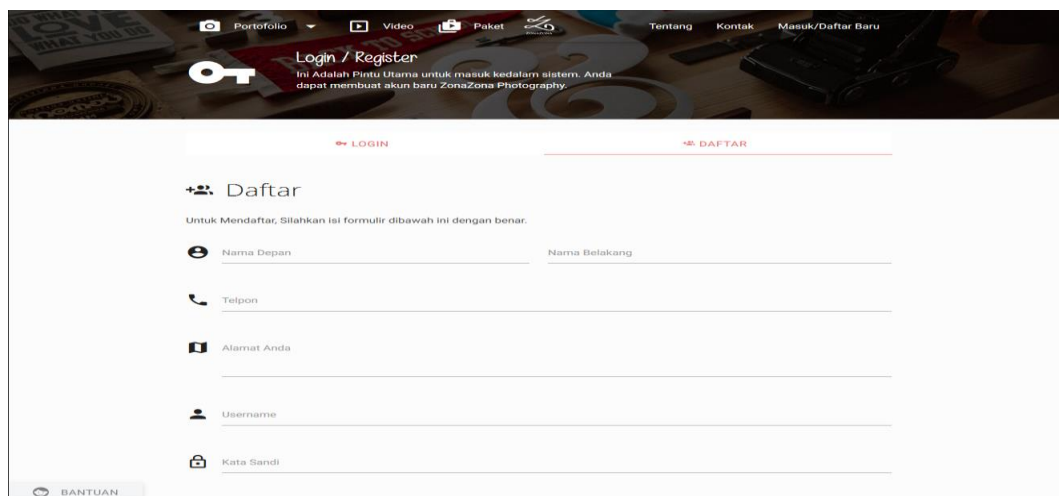 Portofolio Video Paket Tentang Kontak Masuk/Daftar Baru
Login / Register
Ini Adalah Pintu Utama untuk masuk kedalam sistem. Anda
dapat membuat akun baru ZonaZona Photography.
LOGIN DAFTAR
Daftar
Untuk Mendaftar, Silahkan isi formulir dibawah ini dengan benar.
Nama Depan Nama Belakang
Telpon
Alamat Anda
Username
Kata Sandi
BANTUAN